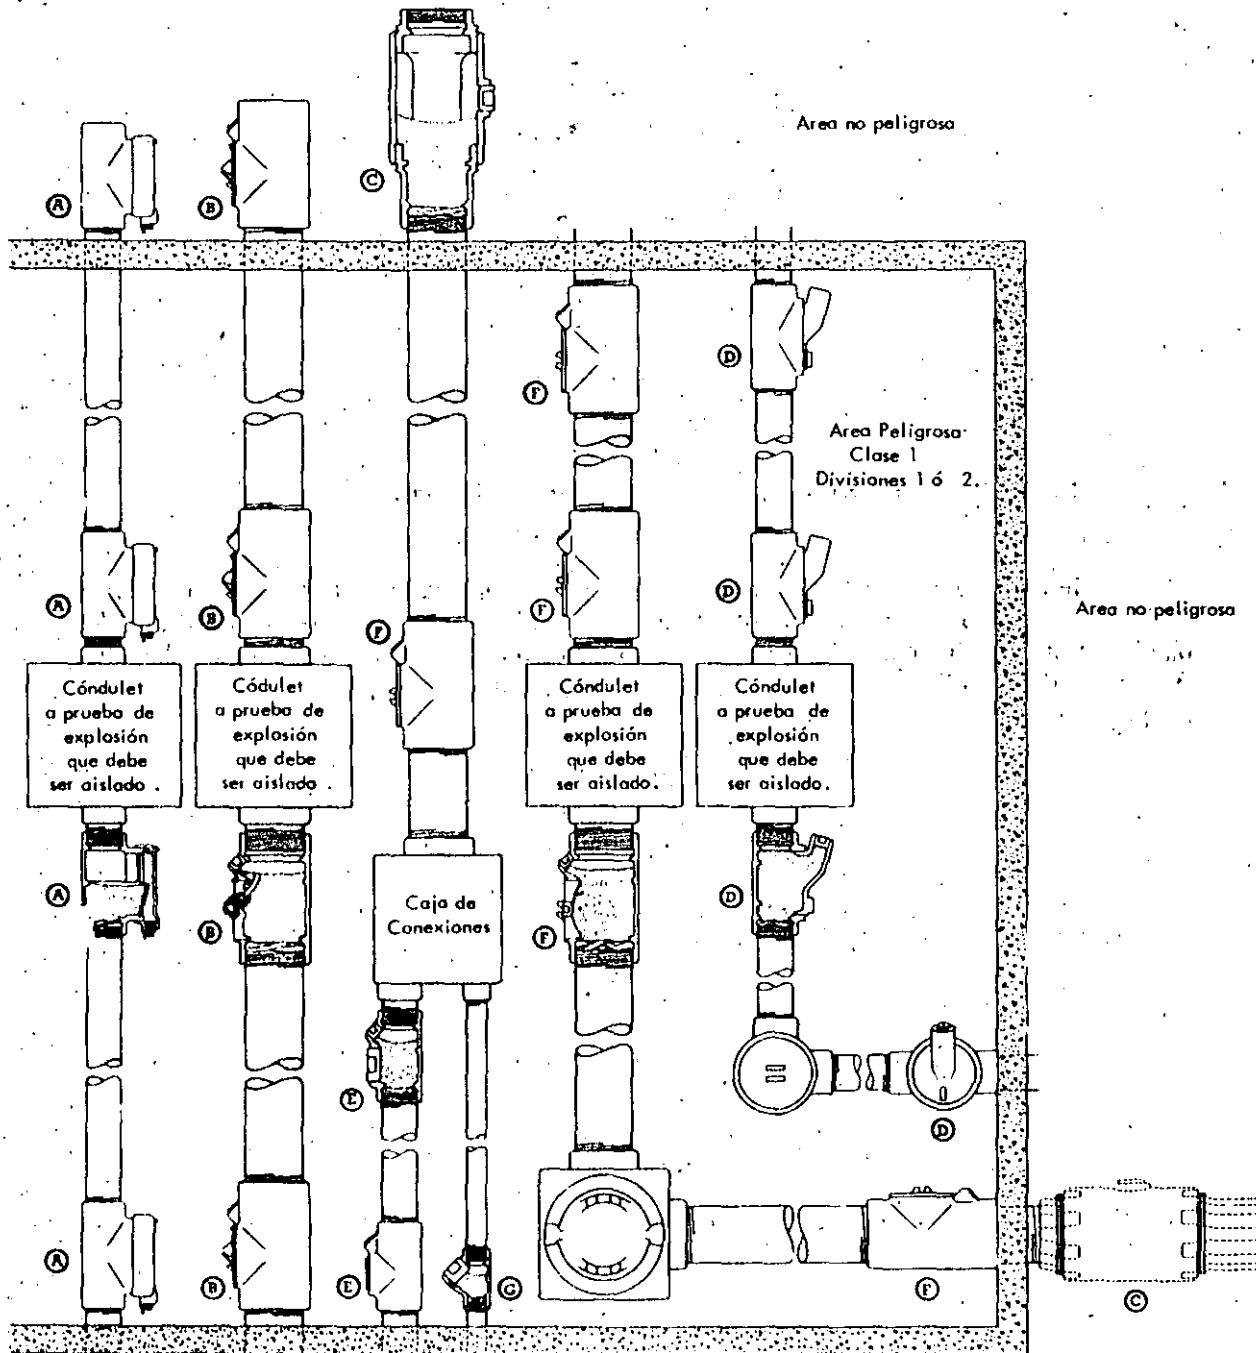 Area no peligrosa
A
B
C
D
F
Area Peligrosa
Clase 1
Divisiones 1 ó 2.
A
B
F
F
D
Area no peligrosa
Cóndulet
a prueba de
explosión
que debe
ser aislado.
Códulet
a prueba de
explosión
que debe
ser aislado.
Cóndulet
a prueba de
explosión
que debe
ser aislado.
Cóndulet
a prueba de
explosión
que debe
ser aislado.
A
B
Caja de
Conexiones
F
D
E
D
A
B
E
G
F
C